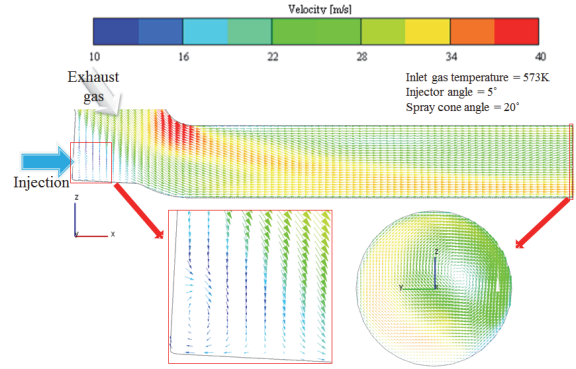 Velocity [m/s]
10 16 22 28 34 40
Exhaust
gas
Inlet gas temperature = 573K
Injector angle = 5˚
Spray cone angle = 20˚
Injection
z
Y x
z
Y x